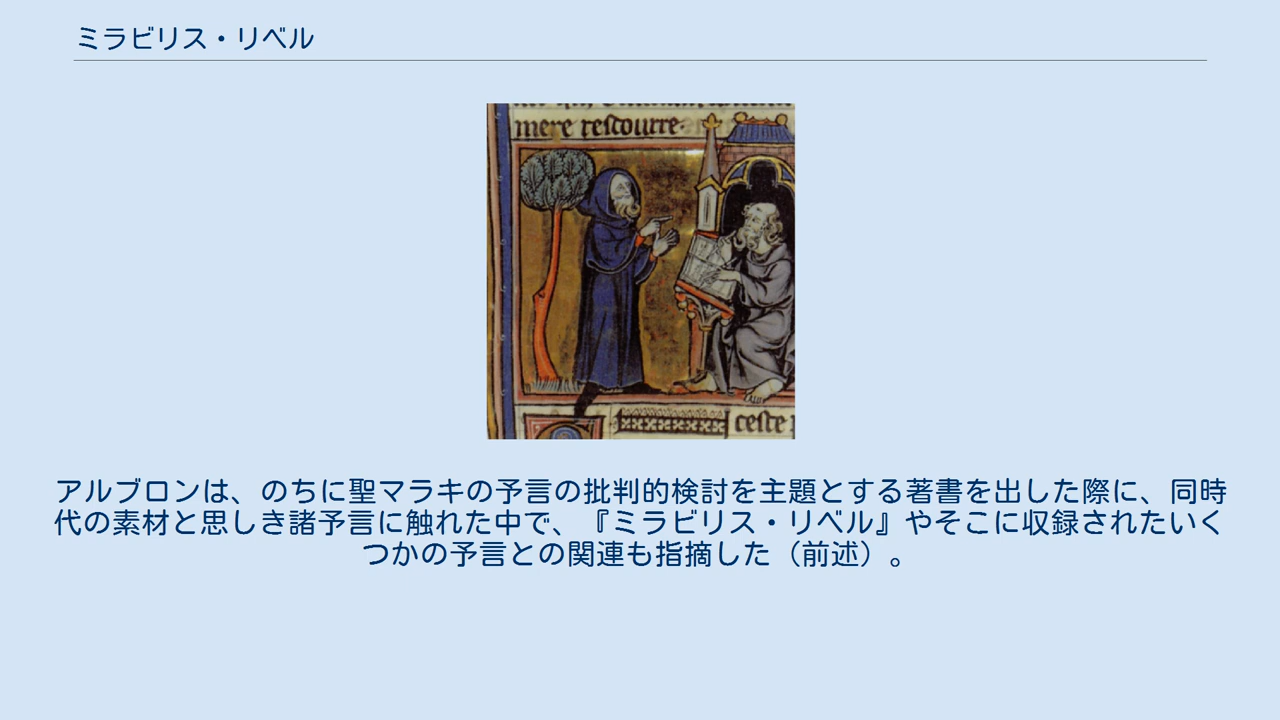 ミラビリス・リベル
mere rescourre·
ceste
アルブロンは、のちに聖マラキの予言の批判的検討を主題とする著書を出した際に、同時
代の素材と思しき諸予言に触れた中で、『ミラビリス・リベル』やそこに収録されたいく
つかの予言との関連も指摘した（前述）。